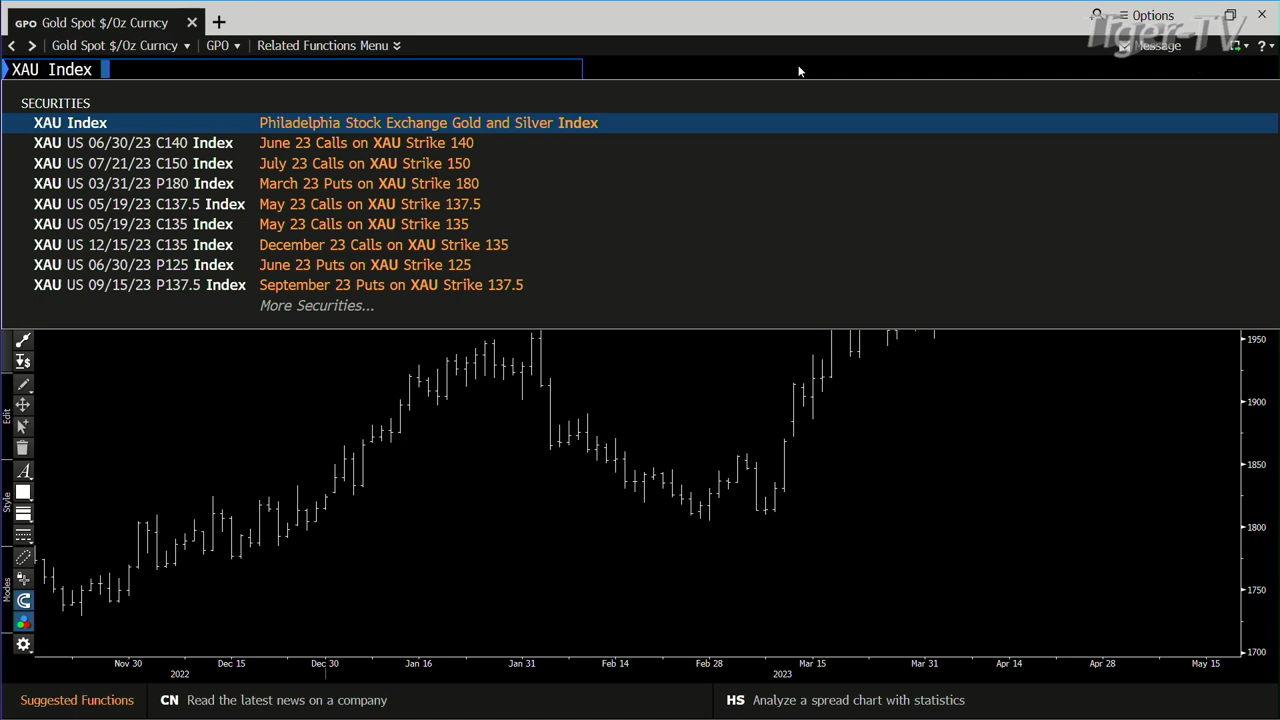 GPO Gold Spot $/Oz Curncy × +
Options
Tiger-TV
Gold Spot $/Oz Curncy GPO Related Functions Menu
Message
?
XAU Index
SECURITIES
XAU Index Philadelphia Stock Exchange Gold and Silver Index
XAU US 06/30/23 C140 Index June 23 Calls on XAU Strike 140
XAU US 07/21/23 C150 Index July 23 Calls on XAU Strike 150
XAU US 03/31/23 P180 Index March 23 Puts on XAU Strike 180
XAU US 05/19/23 C137.5 Index May 23 Calls on XAU Strike 137.5
XAU US 05/19/23 C135 Index May 23 Calls on XAU Strike 135
XAU US 12/15/23 C135 Index December 23 Calls on XAU Strike 135
XAU US 06/30/23 P125 Index June 23 Puts on XAU Strike 125
XAU US 09/15/23 P137.5 Index September 23 Puts on XAU Strike 137.5
More Securities...
1950
1900
1850
1800
1750
1700
Edit
Style
Modes
Nov 30 Dec 15 Dec 30 Jan 16 Jan 31 Feb 14 Feb 28 Mar 15 Mar 31 Apr 14 Apr 28 May 15
2022 2023
Suggested Functions CN Read the latest news on a company HS Analyze a spread chart with statistics